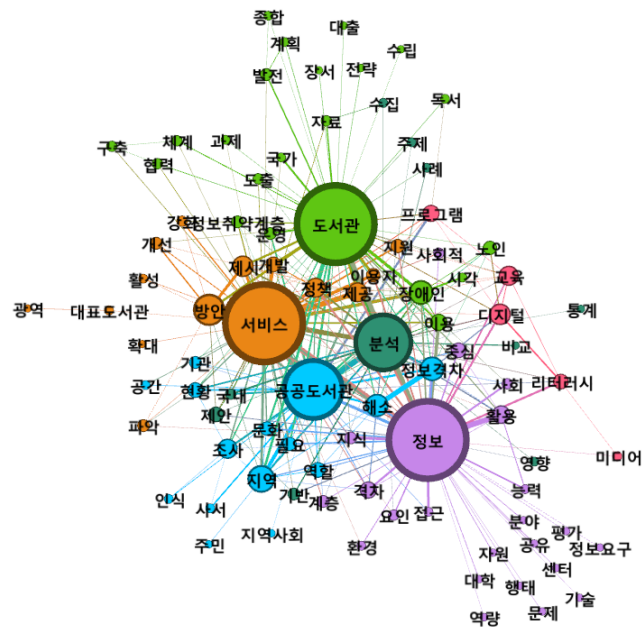 종합
대출
계획
수립
발전
장서
전략
수집
목서
자료
구축
체계
과제
주제
협력
국가
사례
도출
도서관
프로그램
강화
정보취약계층
운영
개선
지원
사회적
노인
제시
개발
이용자
시각
교육
활성
정책
제공
장애인
광역
대표도서관
방안
서비스
이용
디지털
통계
확대
분석
중심
비교
기관
정보격차
공간
현황
국내
공공도서관
사회
리터러시
제안
해소
활용
파악
문화
지식
정보
조사
필요
미디어
지역
역할
영향
인식
기반
계층
격차
능력
사서
요인
접근
분야
평가
주민
지역사회
환경
자원
공유
정보요구
센터
대학
행태
기술
역량
문제